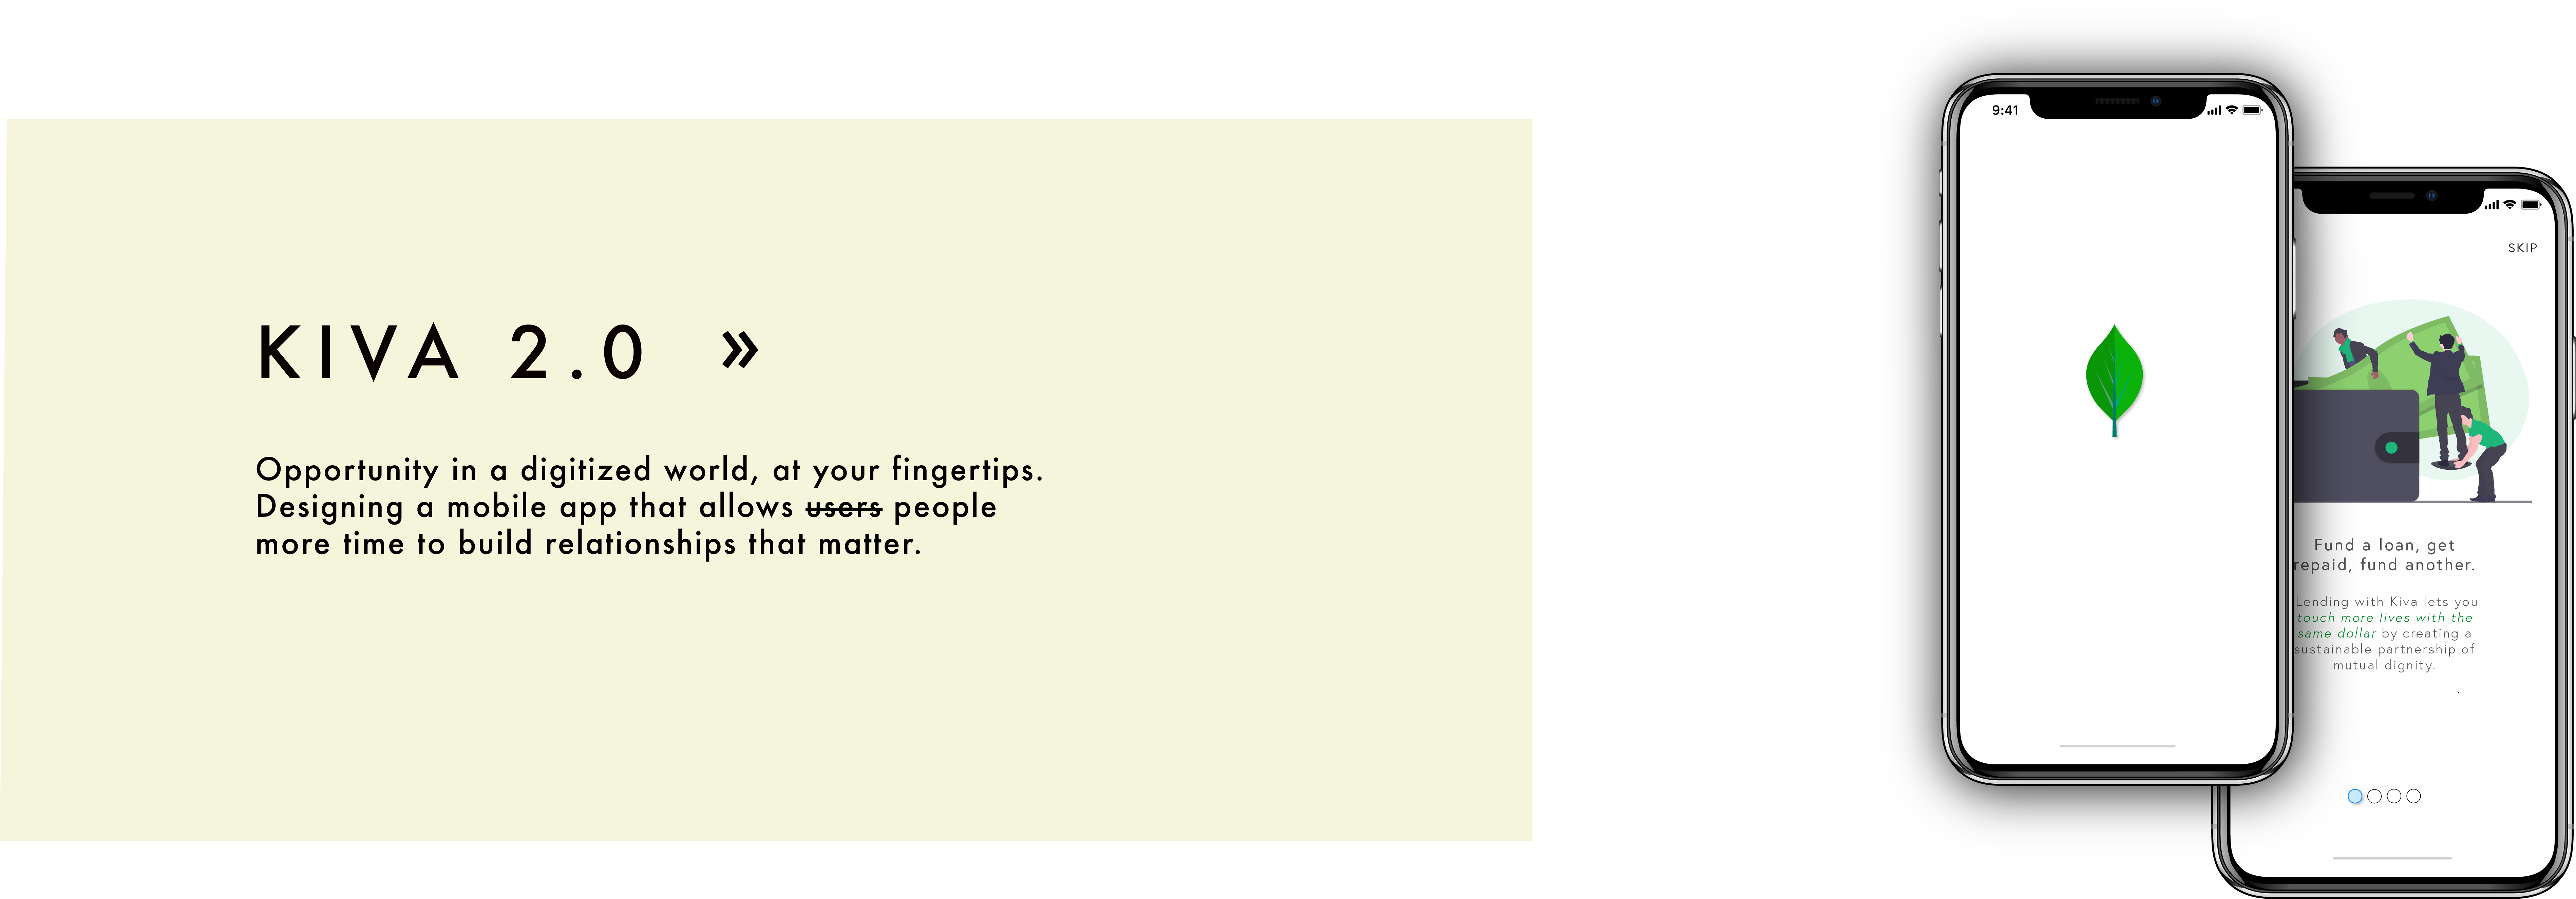 KIVA 2.0 »
Opportunity in a digitized world, at your fingertips.
Designing a mobile app that allows users people
more time to build relationships that matter.
9:41
SKIP
Fund a loan, get
repaid, fund another.
Lending with Kiva lets you
touch more lives with the
same dollar by creating a
sustainable partnership of
mutual dignity.
.